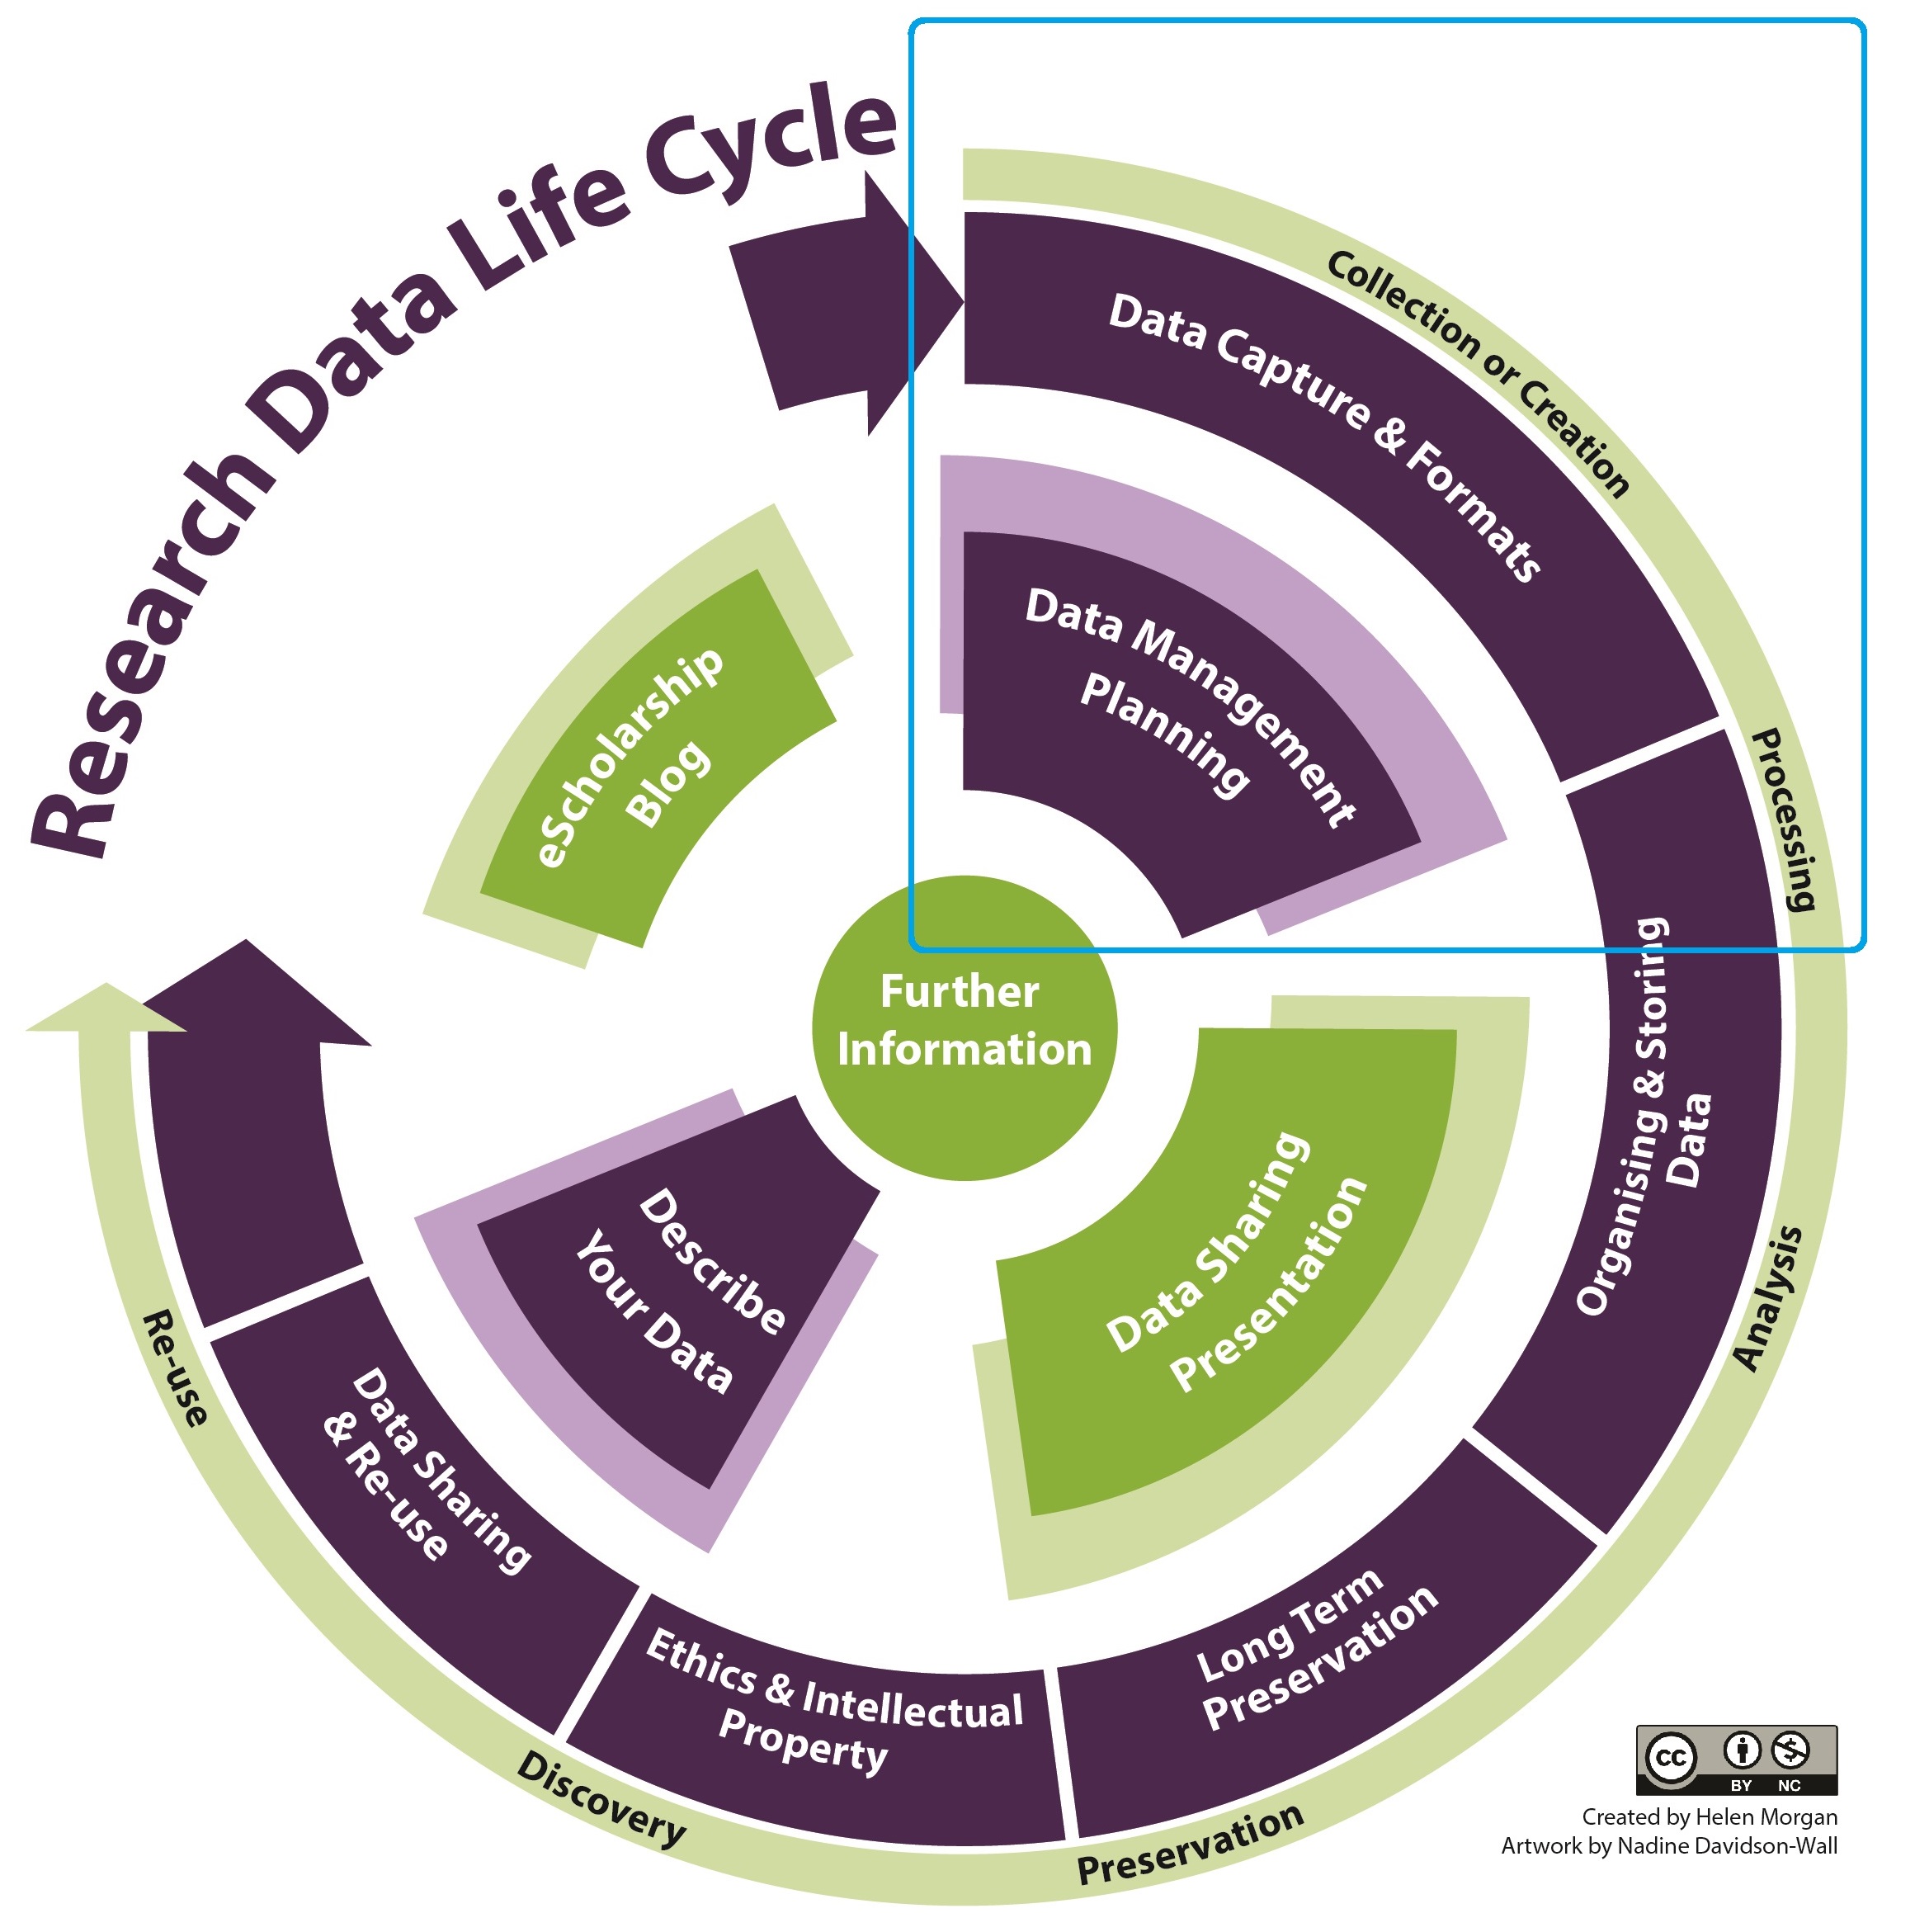 Research Data Life Cycle
Collection or Creation
Data Capture & Formats
Data Management
Planning
Processing
Organising & Storing
Data
Analysis
escholarship
Blog
Further
Information
Data Sharing
Presentation
Describe
Your Data
Long Term
Preservation
Preservation
Ethics & Intellectual
Property
Discovery
Data Sharing
& Re-use
Re-use
CC
BY NC
Created by Helen Morgan
Artwork by Nadine Davidson-Wall